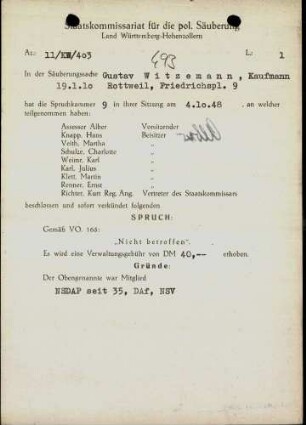 Staatskommissariat für die pol. Säuberung
Land Württemberg-Hohenzollern
Az: 11/KW/403
493
L: 1
In der Säuberungssache Gustav Witzemann, Kaufmann
19.1.10 Rottweil, Friedrichspl. 9
hat die Spruchkammer 9 in ihrer Sitzung am 4.10.48, an welcher
teilgenommen haben:
Assessor Alber Vorsitzender
Knapp, Hans Beisitzer
Veith, Martha „
Schulze, Charlotte „
Weimr, Karl „
Karl, Julius „
Klett, Martin „
Renner, Ernst „
Richter, Kurt Reg. Ang. Vertreter des Staatskommissars
beschlossen und sofort verkündet folgenden
SPRUCH:
Gemäß VO. 168:
„Nicht betroffen“.
Es wird eine Verwaltungsgebühr von DM 40,-- erhoben.
Gründe:
Der Obengenannte war Mitglied
NSDAP seit 35, DAf, NSV